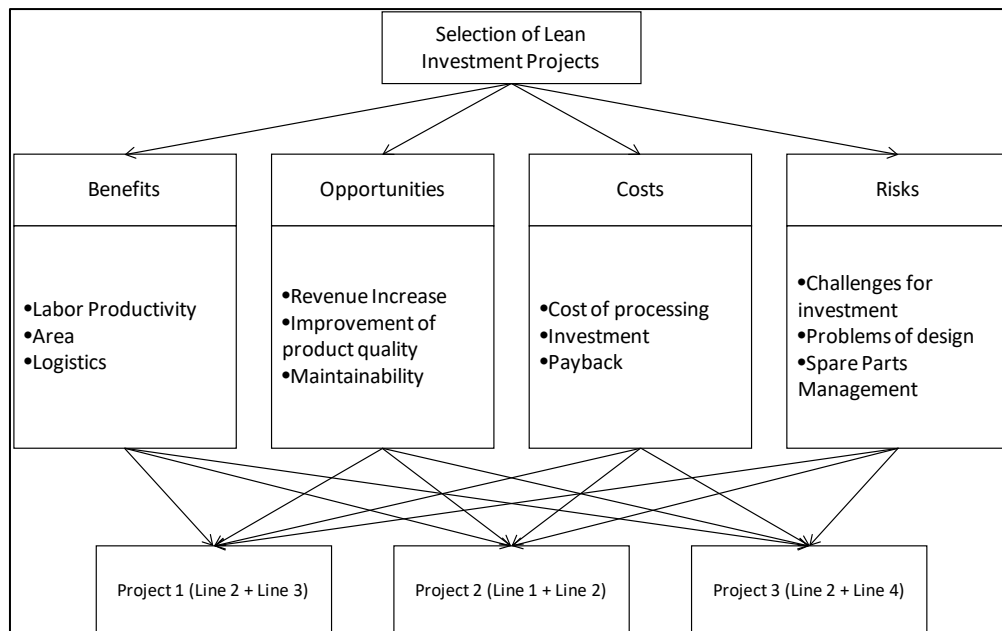 Selection of Lean
Investment Projects
Benefits
•Labor Productivity
•Area
•Logistics
Opportunities
•Revenue Increase
•Improvement of
product quality
•Maintainability
Costs
•Cost of processing
•Investment
•Payback
Risks
•Challenges for
investment
•Problems of design
•Spare Parts
Management
Project 1 (Line 2 + Line 3)
Project 2 (Line 1 + Line 2)
Project 3 (Line 2 + Line 4)